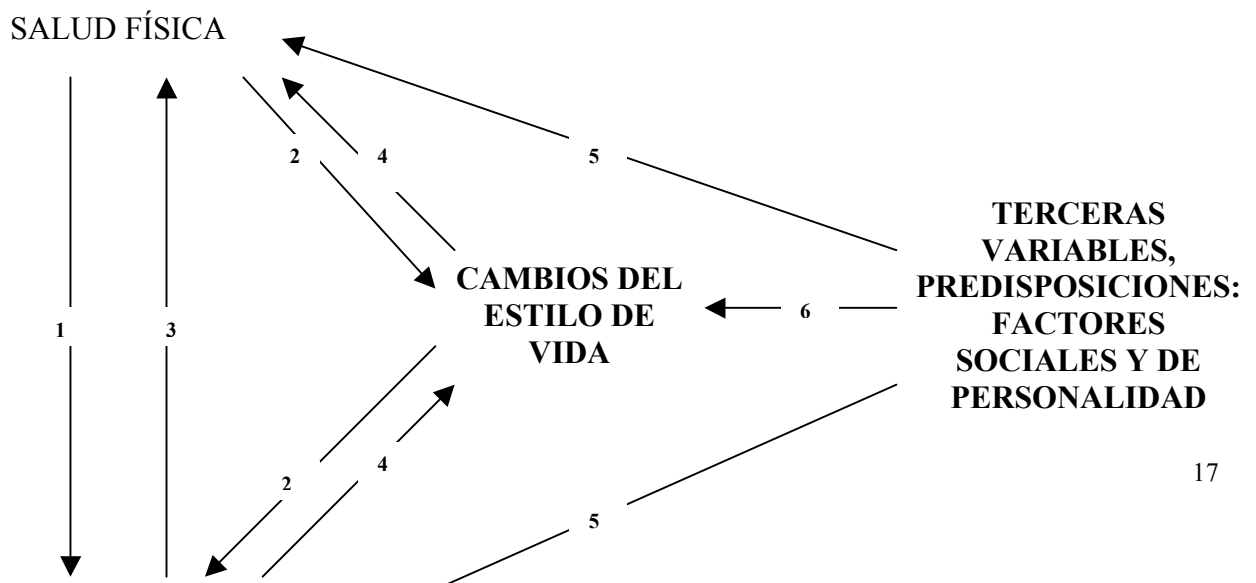 SALUD FÍSICA
2
4
5
TERCERAS
VARIABLES,
PREDISPOSICIONES:
FACTORES
SOCIALES Y DE
PERSONALIDAD
CAMBIOS DEL
ESTILO DE
VIDA
1
3
6
2
4
5
17